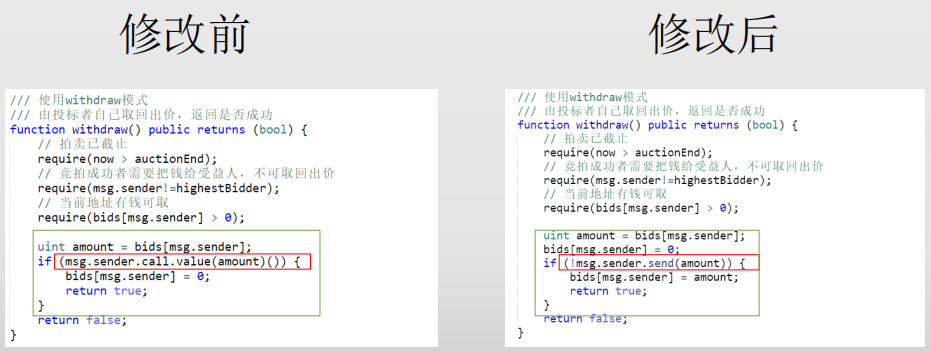 修改前
/// 使用withdraw模式
/// 由投标者自己取回出价，返回是否成功
function withdraw() public returns (bool) {
// 拍卖已截止
require(now > auctionEnd);
// 竞拍成功者需要把钱给受益人，不可取回出价
require(msg.sender!=highestBidder);
// 当前地址有钱可取
require(bids[msg.sender] > 0);
uint amount = bids[msg.sender];
if (msg.sender.call.value(amount)()) {
bids[msg.sender] = 0;
return true;
}
return false;
}
修改后
/// 使用withdraw模式
/// 由投标者自己取回出价，返回是否成功
function withdraw() public returns (bool) {
// 拍卖已截止
require(now > auctionEnd);
// 竞拍成功者需要把钱给受益人，不可取回出价
require(msg.sender!=highestBidder);
// 当前地址有钱可取
require(bids[msg.sender] > 0);
uint amount = bids[msg.sender];
bids[msg.sender] = 0;
if (!msg.sender.send(amount)) {
bids[msg.sender] = amount;
return true;
}
return false;
}